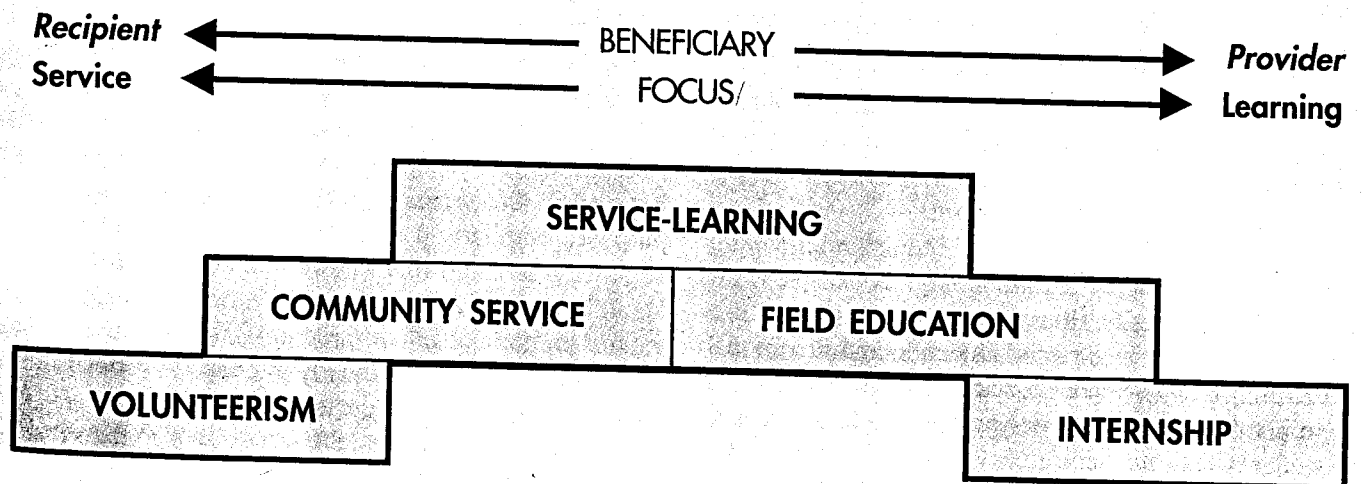 Recipient BENEFICIARY Provider
Service FOCUS/ Learning
SERVICE-LEARNING
COMMUNITY SERVICE FIELD EDUCATION
VOLUNTEERISM INTERNSHIP